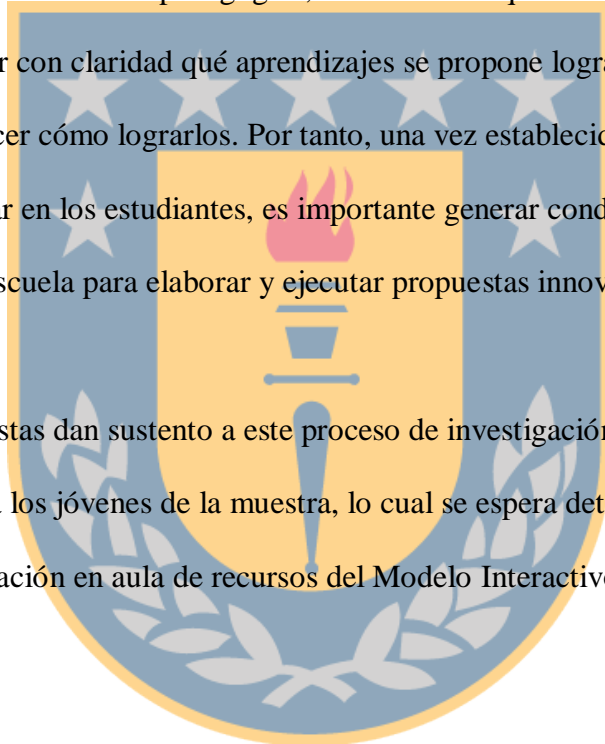 r con claridad qué aprendizajes se propone logra
cer cómo lograrlos. Por tanto, una vez establecid
ar en los estudiantes, es importante generar cond
scuela para elaborar y ejecutar propuestas innov
stas dan sustento a este proceso de investigación
los jóvenes de la muestra, lo cual se espera det
ación en aula de recursos del Modelo Interactivo